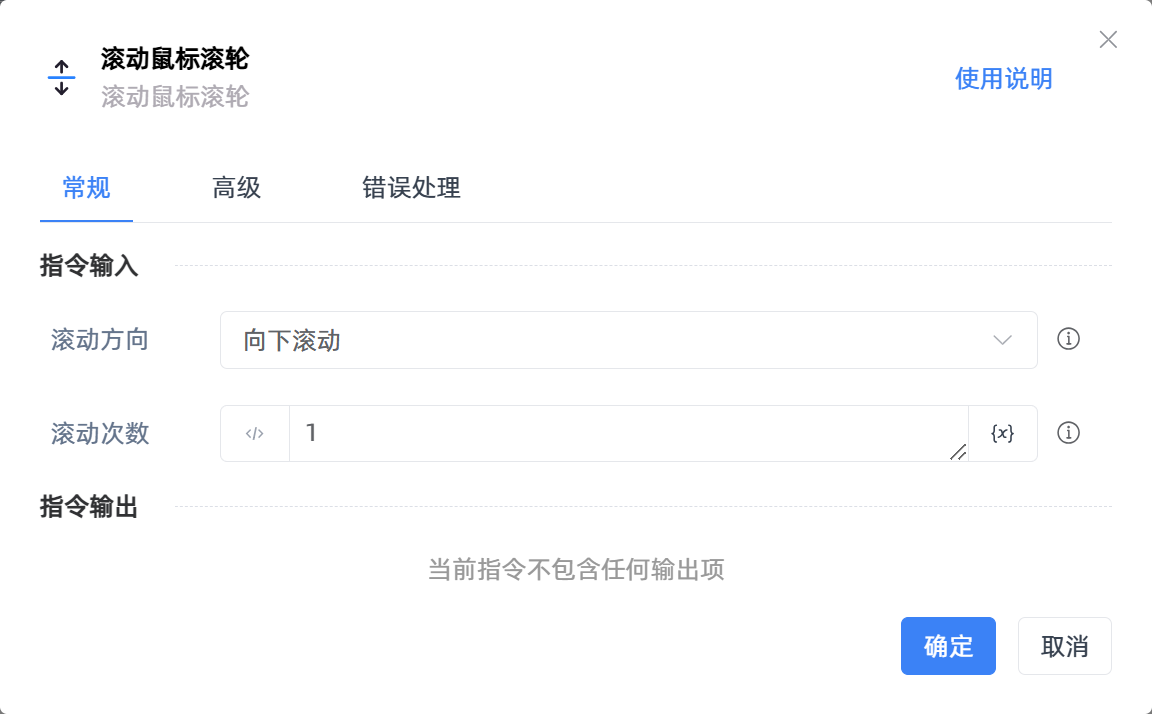 滚动鼠标滚轮
滚动鼠标滚轮
使用说明
常规 高级 错误处理
指令输入
滚动方向 向下滚动
滚动次数 </> 1 {x}
指令输出
当前指令不包含任何输出项
确定 取消